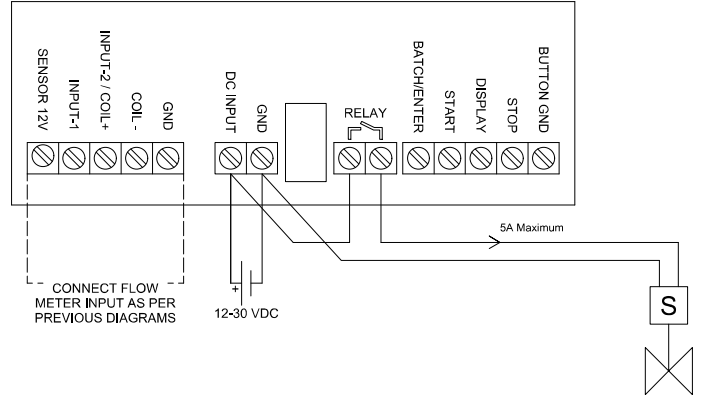 SENSOR 12V
INPUT-1
INPUT-2 / COIL+
COIL -
GND
DC INPUT
GND
RELAY
BATCH/ENTER
START
DISPLAY
STOP
BUTTON GND
5A Maximum
CONNECT FLOW
METER INPUT AS PER
PREVIOUS DIAGRAMS
+
12-30 VDC
S